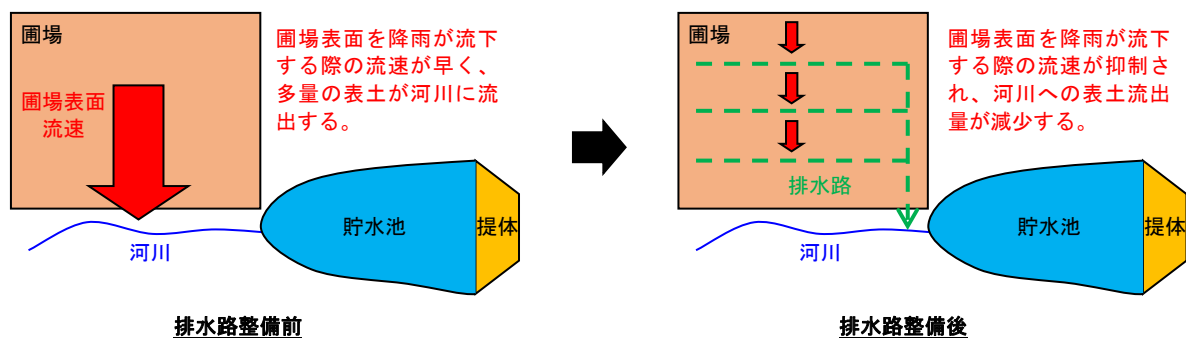 圃場
圃場表面
流速
圃場表面を降雨が流下
する際の流速が早く、
多量の表土が河川に流
出する。
貯水池
提体
河川
排水路整備前
圃場
排水路
圃場表面を降雨が流下
する際の流速が抑制さ
れ、河川への表土流出
量が減少する。
貯水池
提体
河川
排水路整備後